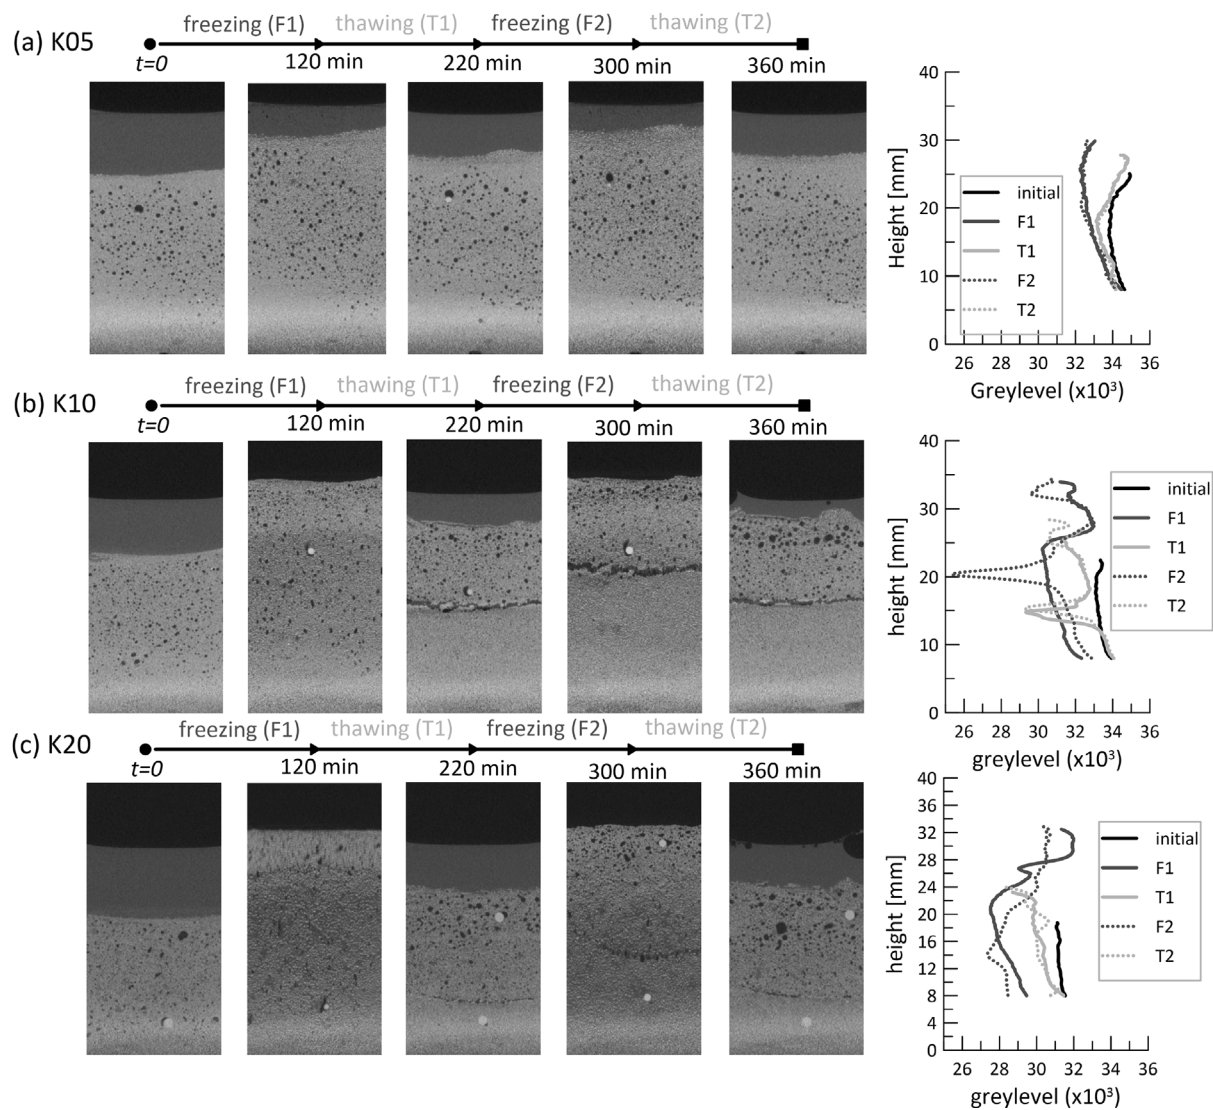 (a) K05
freezing (F1) thawing (T1) freezing (F2) thawing (T2)
t=0 120 min 220 min 300 min 360 min
40
30
20
10
0
Height [mm]
initial
F1
T1
F2
T2
26 28 30 32 34 36
Greylevel (x10³)
(b) K10
freezing (F1) thawing (T1) freezing (F2) thawing (T2)
t=0 120 min 220 min 300 min 360 min
40
30
20
10
0
height [mm]
initial
F1
T1
F2
T2
26 28 30 32 34 36
greylevel (x10³)
(c) K20
freezing (F1) thawing (T1) freezing (F2) thawing (T2)
t=0 120 min 220 min 300 min 360 min
40
36
32
28
24
20
16
12
8
4
0
height [mm]
initial
F1
T1
F2
T2
26 28 30 32 34 36
greylevel (x10³)